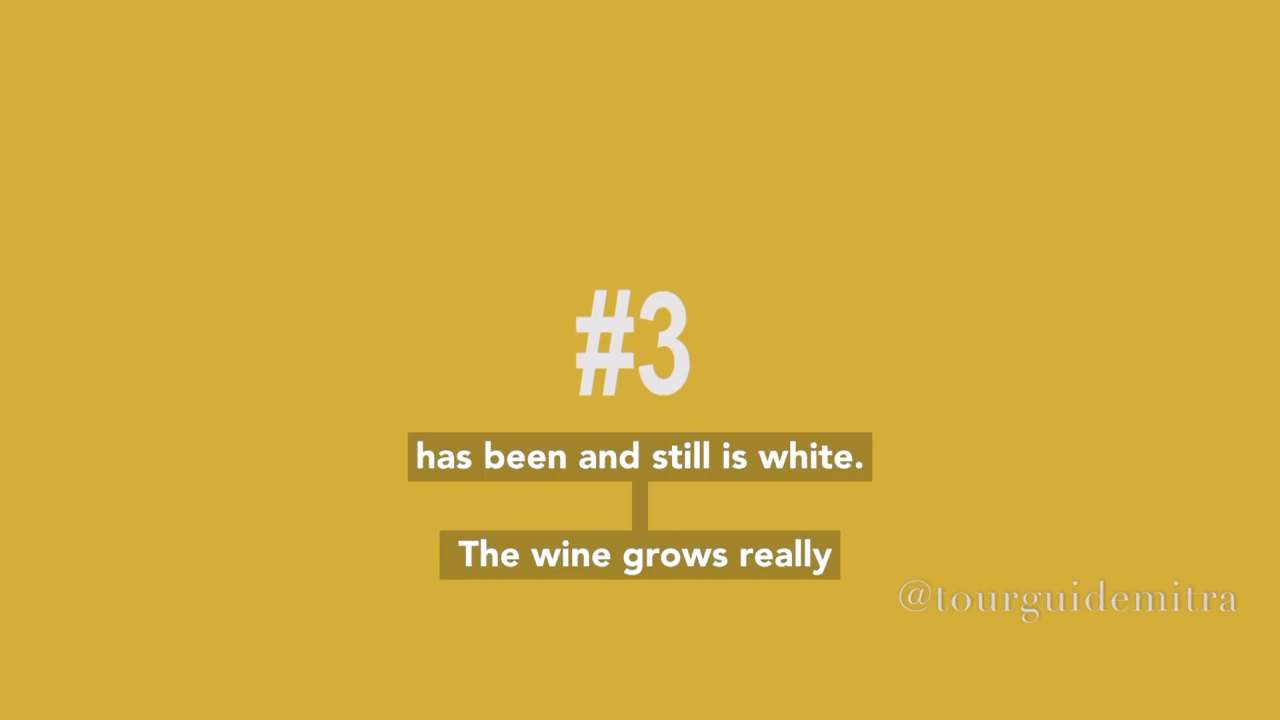 #3
has been and still is white.
The wine grows really
@tourguidemitra